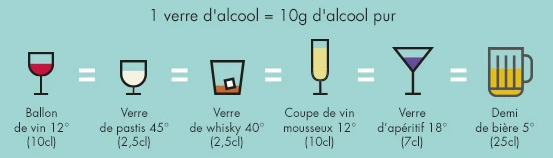 1 verre d'alcool = 10g d'alcool pur
= = = = =
Ballon
de vin 12°
(10cl)
Verre
de pastis 45°
(2,5cl)
Verre
de whisky 40°
(2,5cl)
Coupe de vin
mousseux 12°
(10cl)
Verre
d'apéritif 18°
(7cl)
Demi
de bière 5°
(25cl)